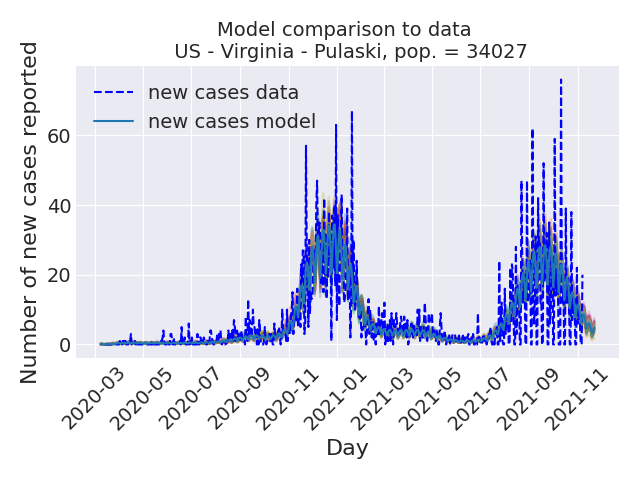 Model comparison to data
US - Virginia - Pulaski, pop. = 34027
Number of new cases reported
new cases data
new cases model
60
40
20
0
2020-03
2020-05
2020-07
2020-09
2020-11
2021-01
2021-03
2021-05
2021-07
2021-09
2021-11
Day